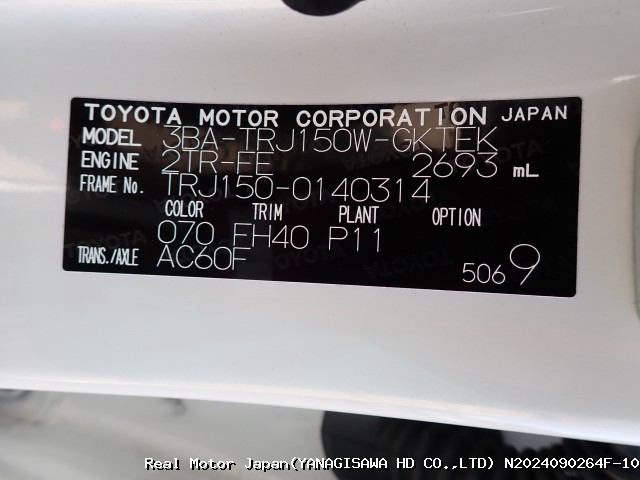 TOYOTA MOTOR CORPORATION JAPAN
MODEL 3BA-TRJ150W-GKTEK
ENGINE 2TR-FE 2693 mL
FRAME No. TRJ150-0140314
COLOR TRIM PLANT OPTION
070 FH40 P11
TRANS./AXLE AC60F
5069
Real Motor Japan(YANAGISAWA HD CO.,LTD) N2024090264F-10